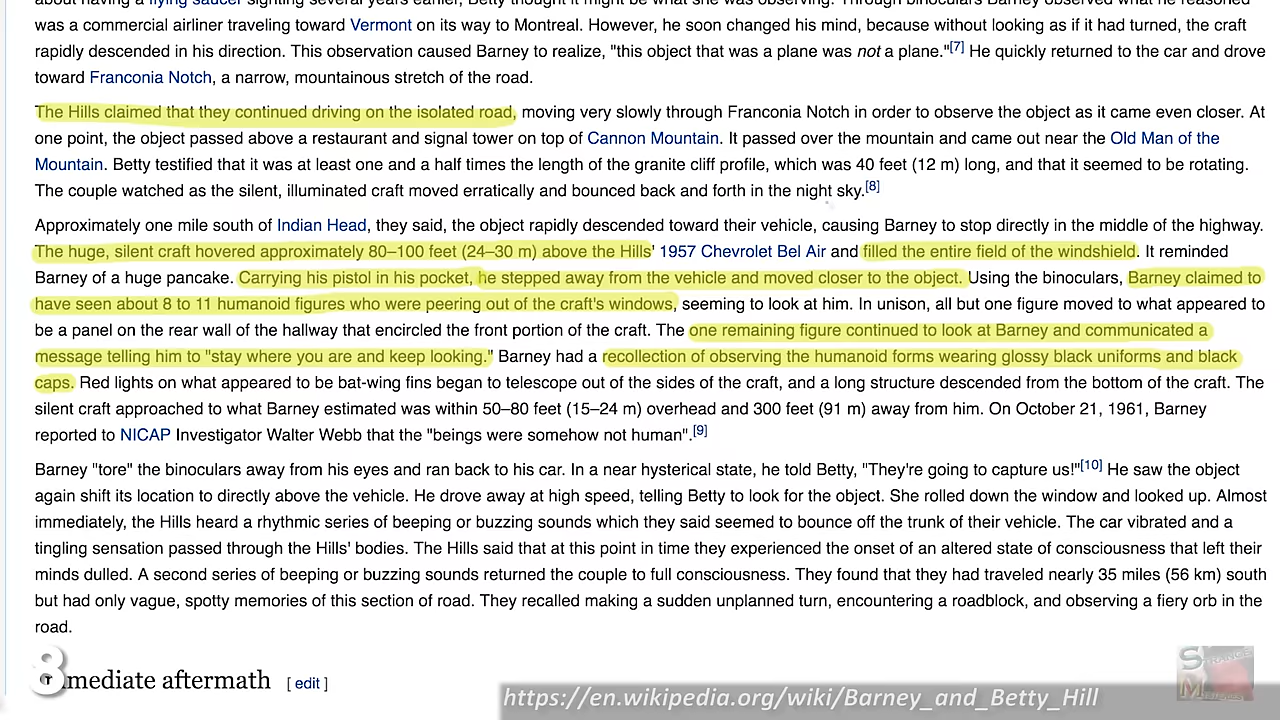 about having a flying saucer sighting several years earlier, Betty thought it might be what she was observing. Through binoculars Barney observed what he reasoned
was a commercial airliner traveling toward Vermont on its way to Montreal. However, he soon changed his mind, because without looking as if it had turned, the craft
rapidly descended in his direction. This observation caused Barney to realize, "this object that was a plane was not a plane."[7] He quickly returned to the car and drove
toward Franconia Notch, a narrow, mountainous stretch of the road.
The Hills claimed that they continued driving on the isolated road, moving very slowly through Franconia Notch in order to observe the object as it came even closer. At
one point, the object passed above a restaurant and signal tower on top of Cannon Mountain. It passed over the mountain and came out near the Old Man of the
Mountain. Betty testified that it was at least one and a half times the length of the granite cliff profile, which was 40 feet (12 m) long, and that it seemed to be rotating.
The couple watched as the silent, illuminated craft moved erratically and bounced back and forth in the night sky.[8]
Approximately one mile south of Indian Head, they said, the object rapidly descended toward their vehicle, causing Barney to stop directly in the middle of the highway.
The huge, silent craft hovered approximately 80–100 feet (24–30 m) above the Hills' 1957 Chevrolet Bel Air and filled the entire field of the windshield. It reminded
Barney of a huge pancake. Carrying his pistol in his pocket, he stepped away from the vehicle and moved closer to the object. Using the binoculars, Barney claimed to
have seen about 8 to 11 humanoid figures who were peering out of the craft's windows, seeming to look at him. In unison, all but one figure moved to what appeared to
be a panel on the rear wall of the hallway that encircled the front portion of the craft. The one remaining figure continued to look at Barney and communicated a
message telling him to "stay where you are and keep looking." Barney had a recollection of observing the humanoid forms wearing glossy black uniforms and black
caps. Red lights on what appeared to be bat-wing fins began to telescope out of the sides of the craft, and a long structure descended from the bottom of the craft. The
silent craft approached to what Barney estimated was within 50–80 feet (15–24 m) overhead and 300 feet (91 m) away from him. On October 21, 1961, Barney
reported to NICAP Investigator Walter Webb that the "beings were somehow not human".[9]
Barney "tore" the binoculars away from his eyes and ran back to his car. In a near hysterical state, he told Betty, "They're going to capture us!"[10] He saw the object
again shift its location to directly above the vehicle. He drove away at high speed, telling Betty to look for the object. She rolled down the window and looked up. Almost
immediately, the Hills heard a rhythmic series of beeping or buzzing sounds which they said seemed to bounce off the trunk of their vehicle. The car vibrated and a
tingling sensation passed through the Hills' bodies. The Hills said that at this point in time they experienced the onset of an altered state of consciousness that left their
minds dulled. A second series of beeping or buzzing sounds returned the couple to full consciousness. They found that they had traveled nearly 35 miles (56 km) south
but had only vague, spotty memories of this section of road. They recalled making a sudden unplanned turn, encountering a roadblock, and observing a fiery orb in the
road.
8
mediate aftermath [ edit ]
STRANGE
https://en.wikipedia.org/wiki/Barney_and_Betty_Hill